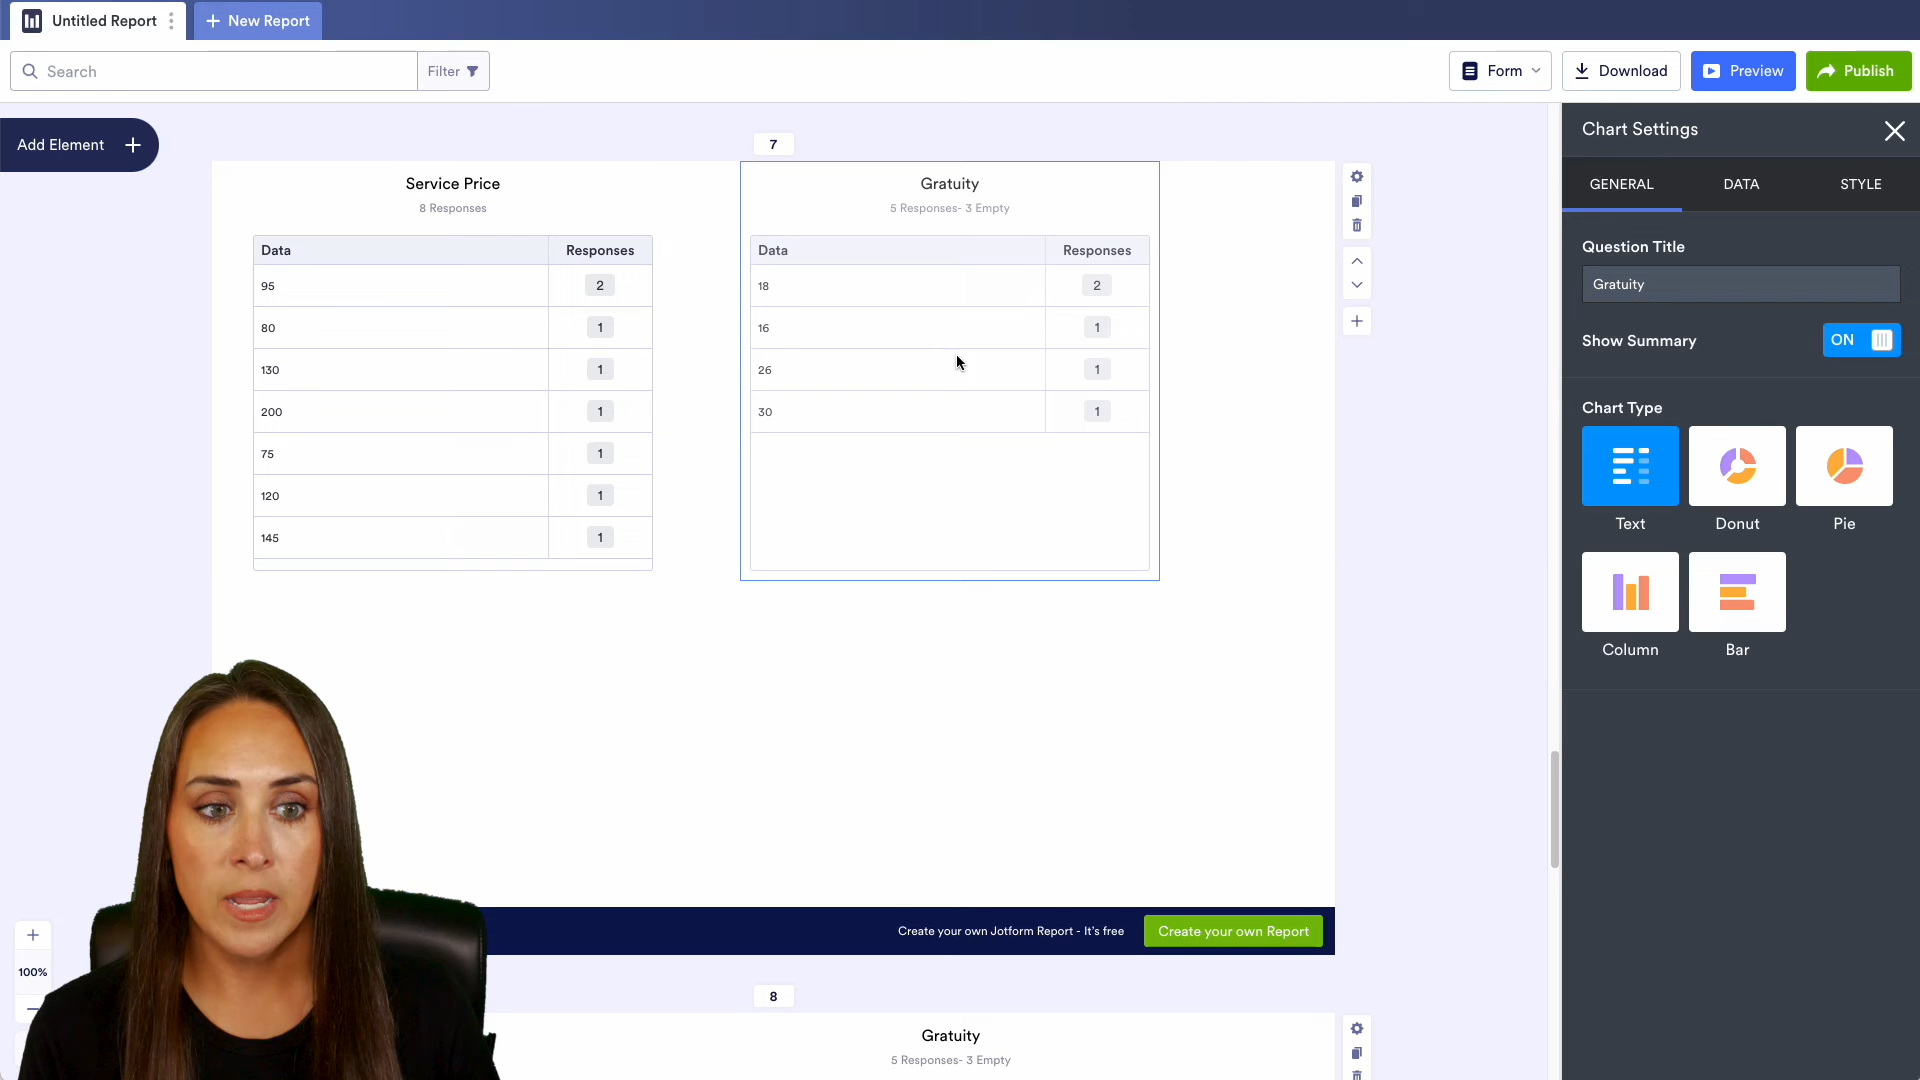 Untitled Report
New Report
Search
Filter
Form
Download
Preview
Publish
Add Element
7
Service Price
8 Responses
Data Responses
95 2
80 1
130 1
200 1
75 1
120 1
145 1
Gratuity
5 Responses- 3 Empty
Data Responses
18 2
16 1
26 1
30 1
Create your own Jotform Report - It's free
Create your own Report
100%
8
Gratuity
5 Responses- 3 Empty
Chart Settings
GENERAL DATA STYLE
Question Title
Gratuity
Show Summary ON
Chart Type
Text Donut Pie
Column Bar